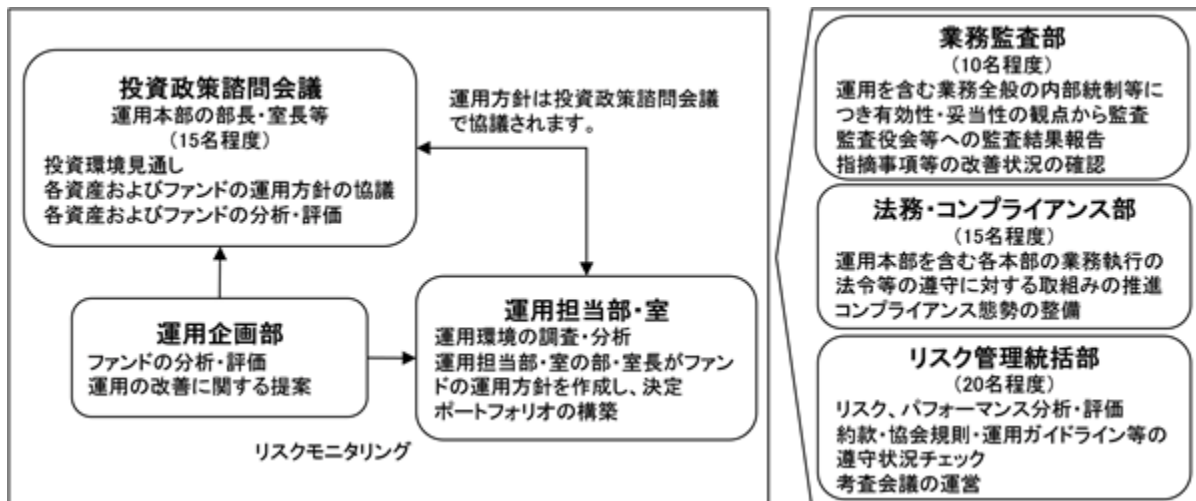 投資政策諮問会議
運用本部の部長・室長等
(15名程度)
投資環境見通し
各資産およびファンドの運用方針の協議
各資産およびファンドの分析・評価
運用方針は投資政策諮問会議
で協議されます。
運用企画部
ファンドの分析・評価
運用の改善に関する提案
運用担当部・室
運用環境の調査・分析
運用担当部・室の部・室長がファン
ドの運用方針を作成し、決定
ポートフォリオの構築
リスクモニタリング
業務監査部
(10名程度)
運用を含む業務全般の内部統制等に
つき有効性・妥当性の観点から監査
監査役会等への監査結果報告
指摘事項等の改善状況の確認
法務・コンプライアンス部
(15名程度)
運用本部を含む各本部の業務執行の
法令等の遵守に対する取組みの推進
コンプライアンス態勢の整備
リスク管理統括部
(20名程度)
リスク、パフォーマンス分析・評価
約款・協会規則・運用ガイドライン等の
遵守状況チェック
考査会議の運営